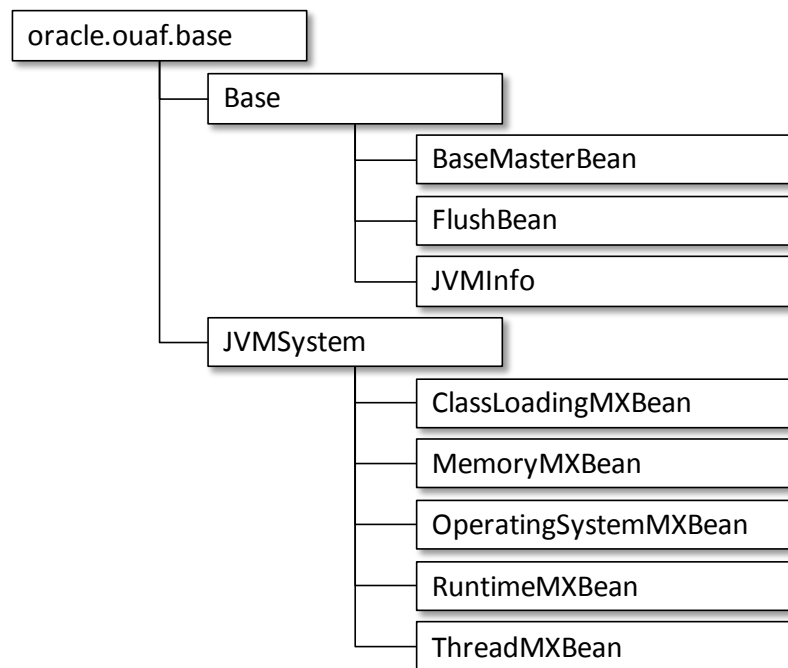 oracle.ouaf.base
Base
BaseMasterBean
FlushBean
JVMInfo
JVMSystem
ClassLoadingMXBean
MemoryMXBean
OperatingSystemMXBean
RuntimeMXBean
ThreadMXBean